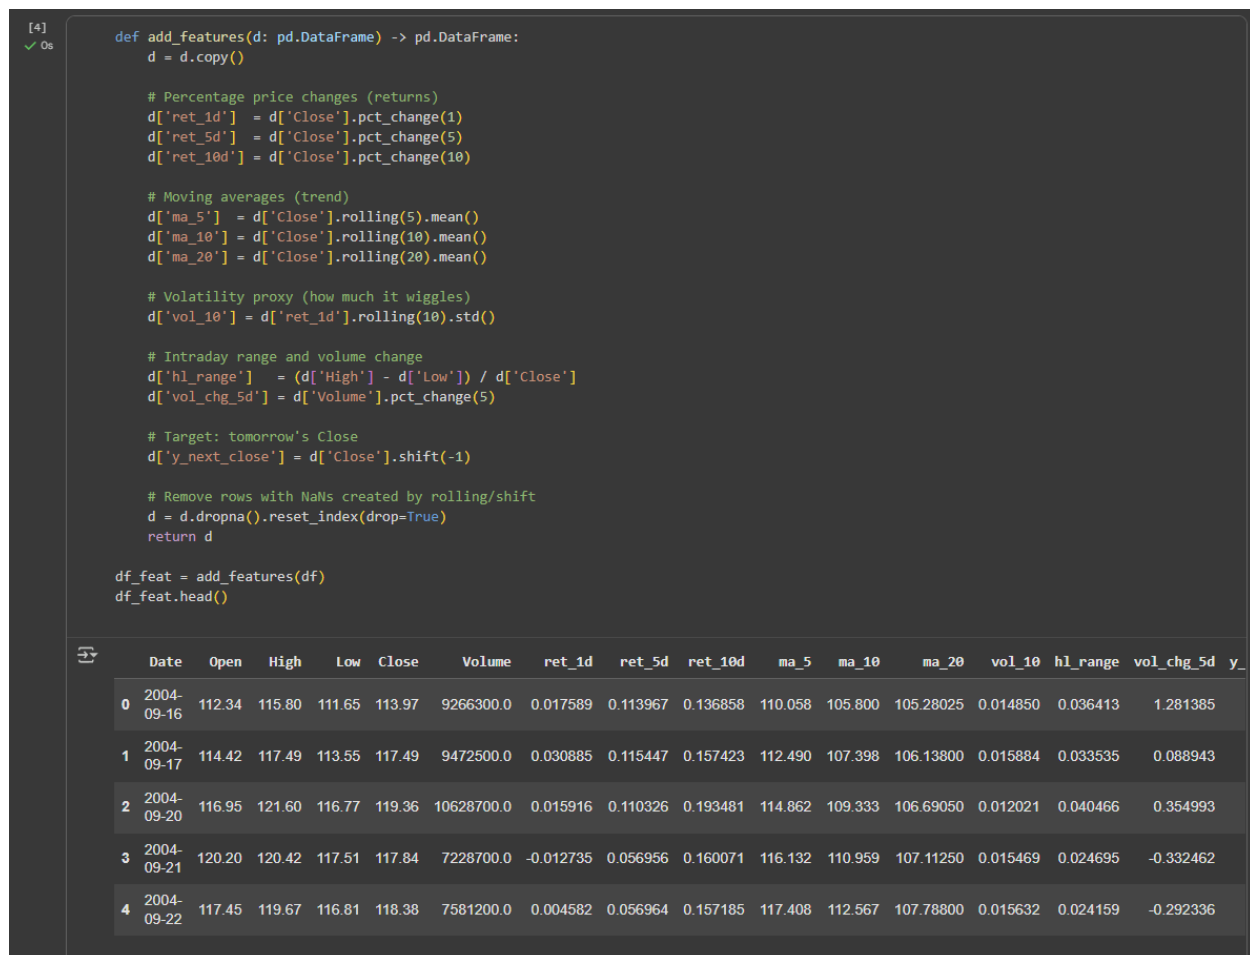 [4]
0s
def add_features(d: pd.DataFrame) -> pd.DataFrame:
    d = d.copy()

    # Percentage price changes (returns)
    d['ret_1d']  = d['Close'].pct_change(1)
    d['ret_5d']  = d['Close'].pct_change(5)
    d['ret_10d'] = d['Close'].pct_change(10)

    # Moving averages (trend)
    d['ma_5']  = d['Close'].rolling(5).mean()
    d['ma_10'] = d['Close'].rolling(10).mean()
    d['ma_20'] = d['Close'].rolling(20).mean()

    # Volatility proxy (how much it wiggles)
    d['vol_10'] = d['ret_1d'].rolling(10).std()

    # Intraday range and volume change
    d['hl_range']   = (d['High'] - d['Low']) / d['Close']
    d['vol_chg_5d'] = d['Volume'].pct_change(5)

    # Target: tomorrow's Close
    d['y_next_close'] = d['Close'].shift(-1)

    # Remove rows with NaNs created by rolling/shift
    d = d.dropna().reset_index(drop=True)
    return d

df_feat = add_features(df)
df_feat.head()
Date Open High Low Close Volume ret_1d ret_5d ret_10d ma_5 ma_10 ma_20 vol_10 hl_range vol_chg_5d y_
0 2004-09-16 112.34 115.80 111.65 113.97 9266300.0 0.017589 0.113967 0.136858 110.058 105.800 105.28025 0.014850 0.036413 1.281385
1 2004-09-17 114.42 117.49 113.55 117.49 9472500.0 0.030885 0.115447 0.157423 112.490 107.398 106.13800 0.015884 0.033535 0.088943
2 2004-09-20 116.95 121.60 116.77 119.36 10628700.0 0.015916 0.110326 0.193481 114.862 109.333 106.69050 0.012021 0.040466 0.354993
3 2004-09-21 120.20 120.42 117.51 117.84 7228700.0 -0.012735 0.056956 0.160071 116.132 110.959 107.11250 0.015469 0.024695 -0.332462
4 2004-09-22 117.45 119.67 116.81 118.38 7581200.0 0.004582 0.056964 0.157185 117.408 112.567 107.78800 0.015632 0.024159 -0.292336